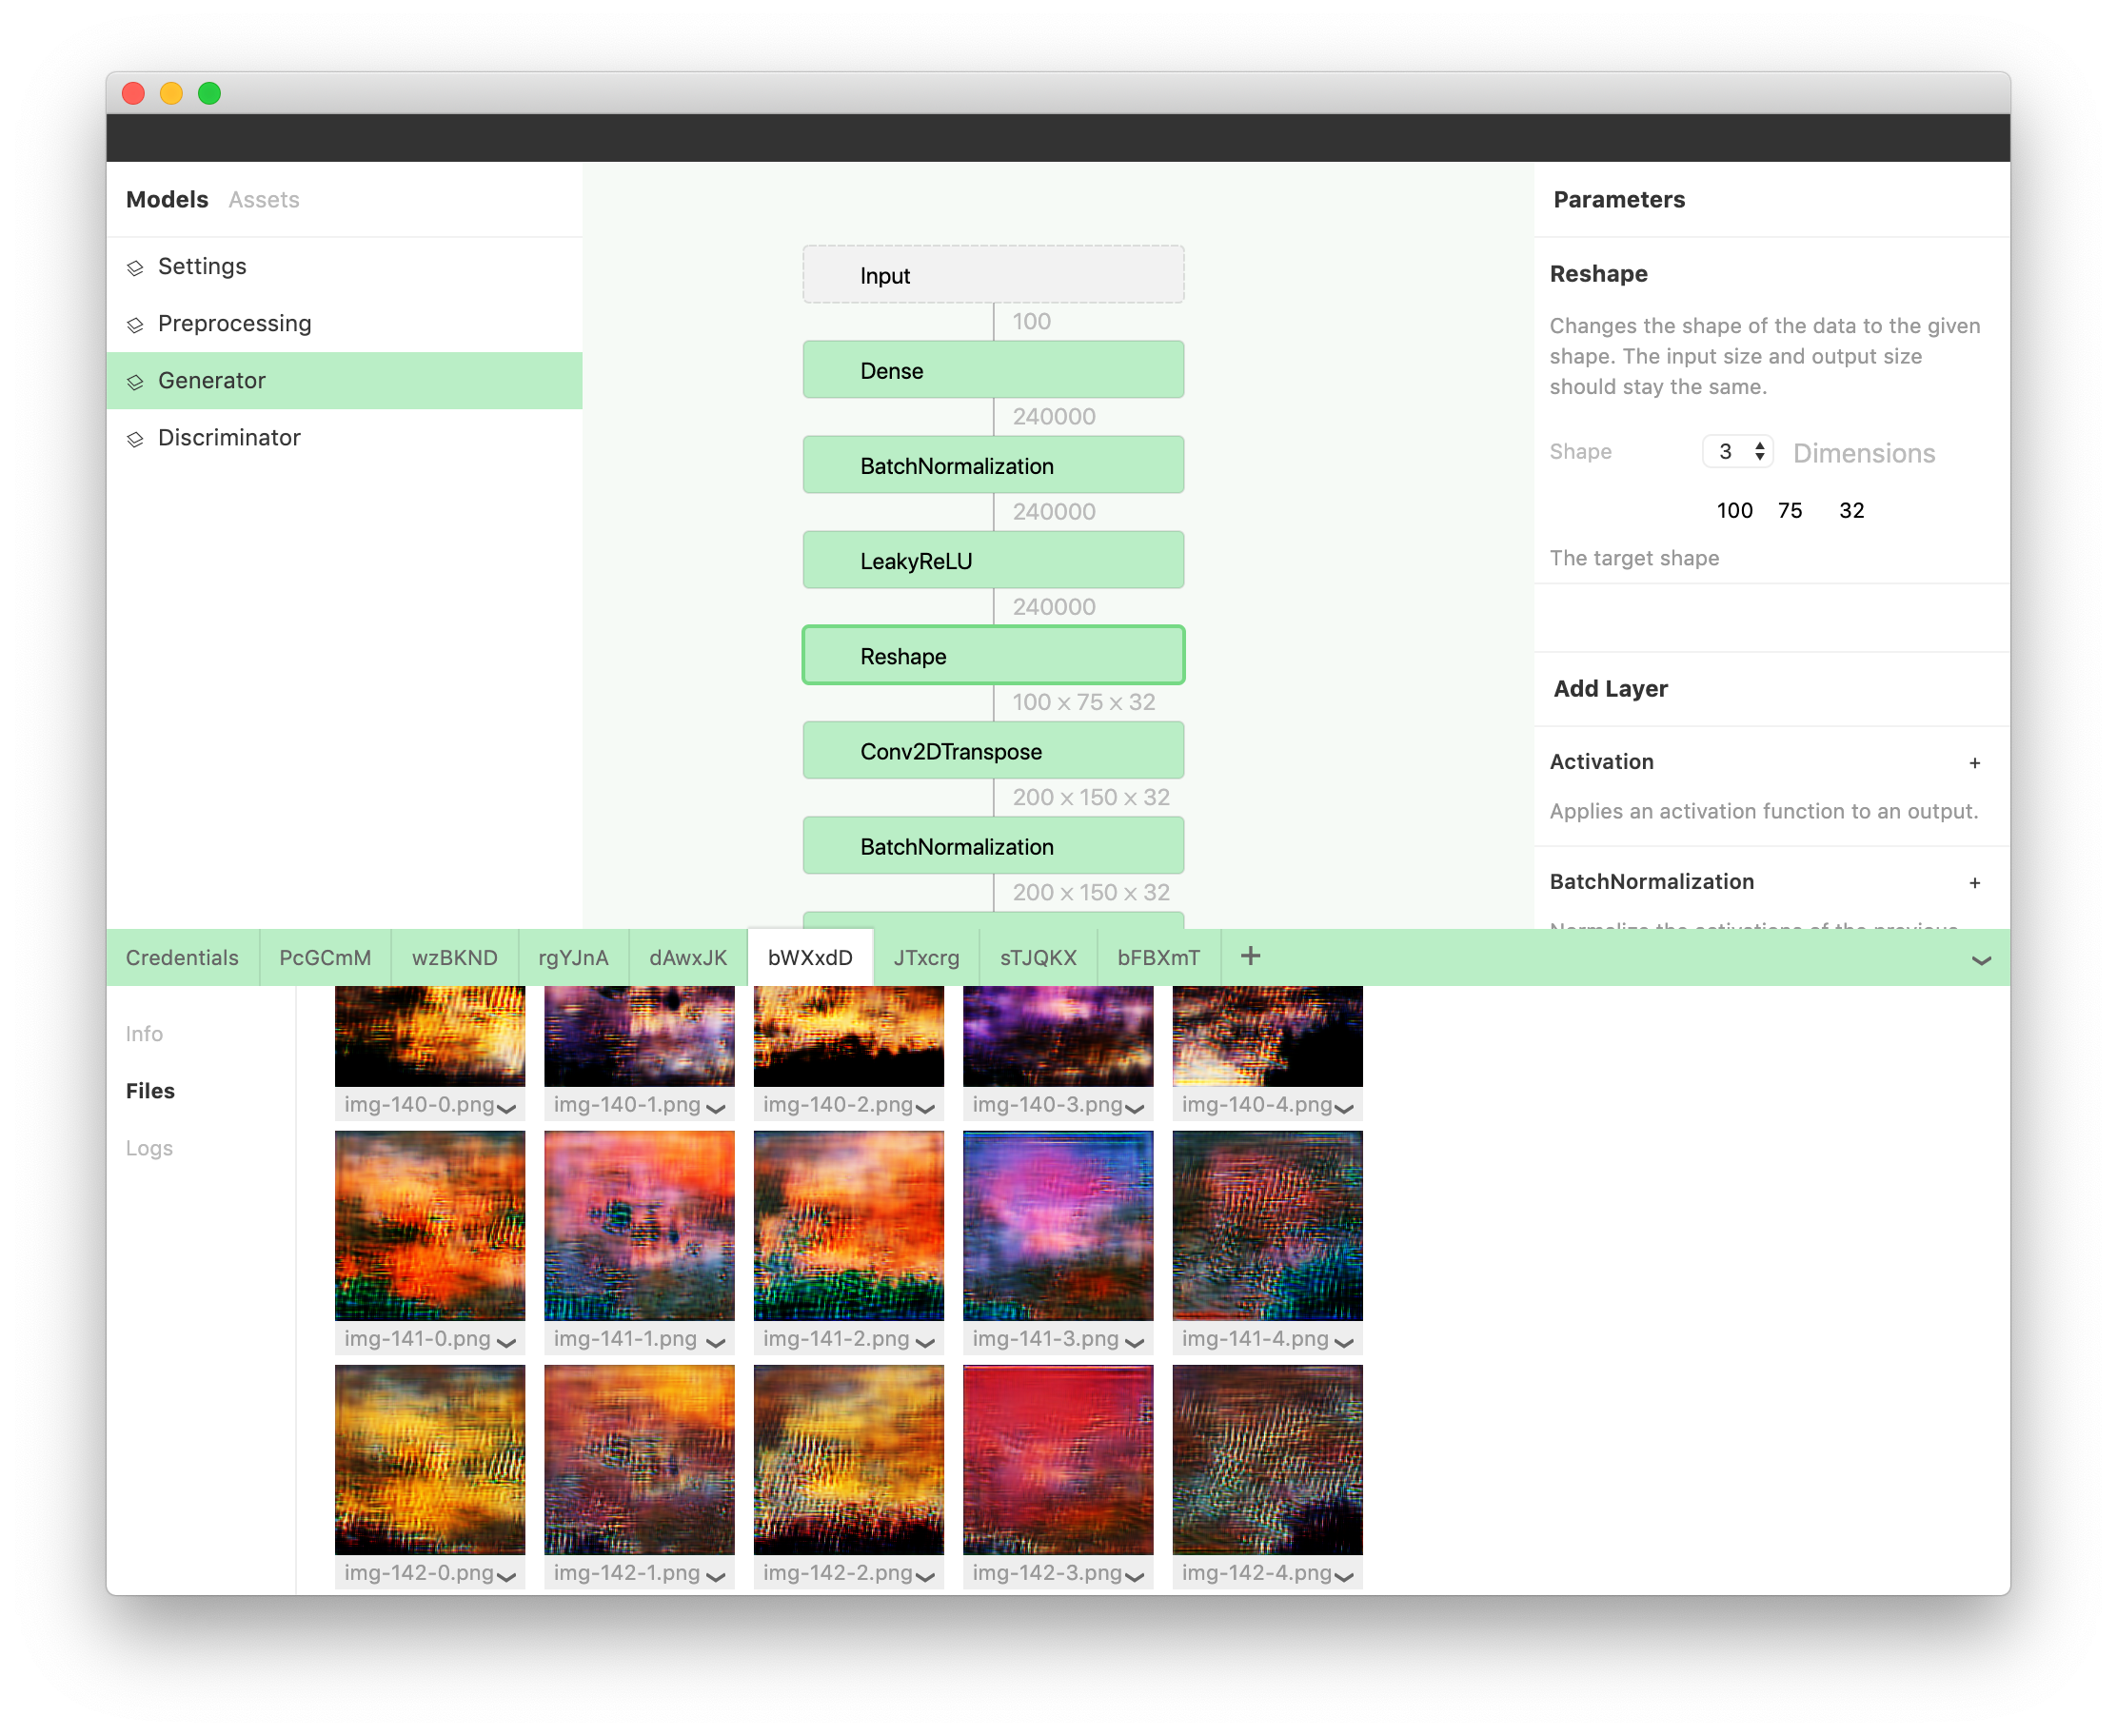 Models Assets
Settings
Preprocessing
Generator
Discriminator
Input
100
Dense
240000
BatchNormalization
240000
LeakyReLU
240000
Reshape
100 x 75 x 32
Conv2DTranspose
200 x 150 x 32
BatchNormalization
200 x 150 x 32
Parameters
Reshape
Changes the shape of the data to the given
shape. The input size and output size
should stay the same.
Shape 3 Dimensions
100 75 32
The target shape
Add Layer
Activation +
Applies an activation function to an output.
BatchNormalization +
Normalize the activations of the previous
Credentials PcGCmM wzBKND rgYJnA dAwxJK bWXxdD JTxcrg sTJQKX bFBXmT +
Info
Files
Logs
img-140-0.png img-140-1.png img-140-2.png img-140-3.png img-140-4.png
img-141-0.png img-141-1.png img-141-2.png img-141-3.png img-141-4.png
img-142-0.png img-142-1.png img-142-2.png img-142-3.png img-142-4.png